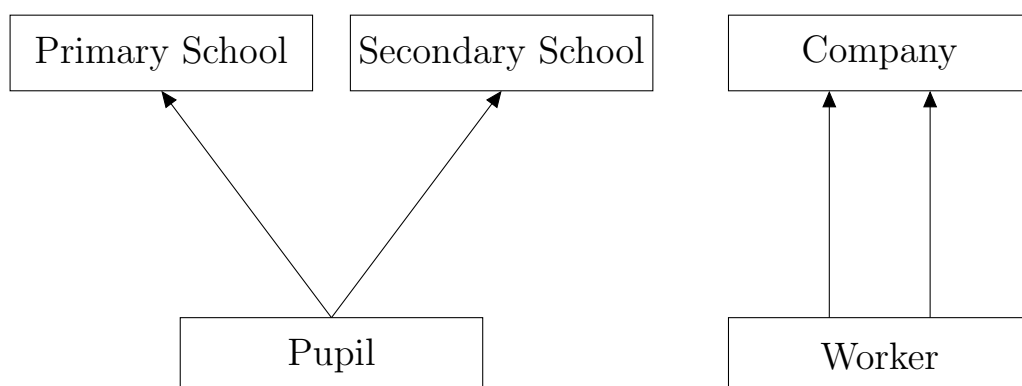 Primary School
Secondary School
Company
Pupil
Worker